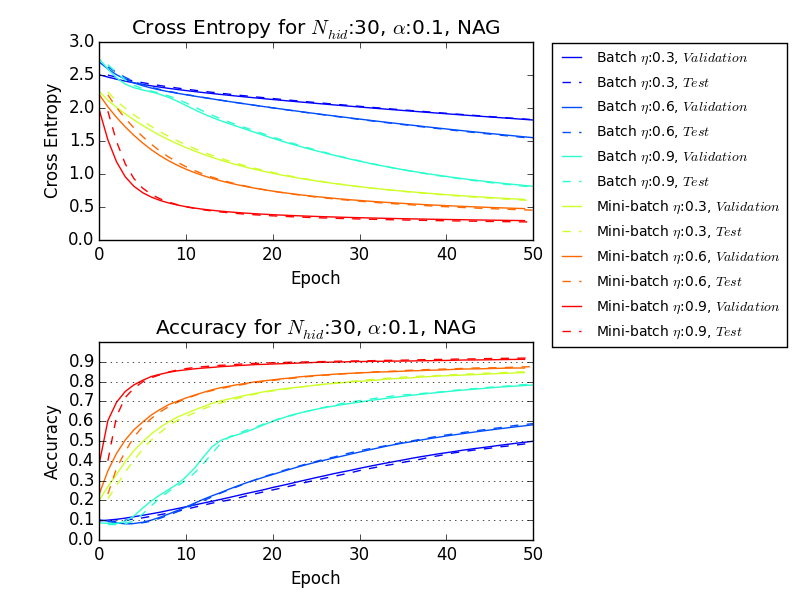 Cross Entropy for N_hid:30, α:0.1, NAG
3.0
2.5
2.0
1.5
1.0
0.5
0.0
Cross Entropy
0 10 20 30 40 50
Epoch
Batch η:0.3, Validation
Batch η:0.3, Test
Batch η:0.6, Validation
Batch η:0.6, Test
Batch η:0.9, Validation
Batch η:0.9, Test
Mini-batch η:0.3, Validation
Mini-batch η:0.3, Test
Mini-batch η:0.6, Validation
Mini-batch η:0.6, Test
Mini-batch η:0.9, Validation
Mini-batch η:0.9, Test
Accuracy for N_hid:30, α:0.1, NAG
0.9
0.8
0.7
0.6
0.5
0.4
0.3
0.2
0.1
0.0
Accuracy
0 10 20 30 40 50
Epoch